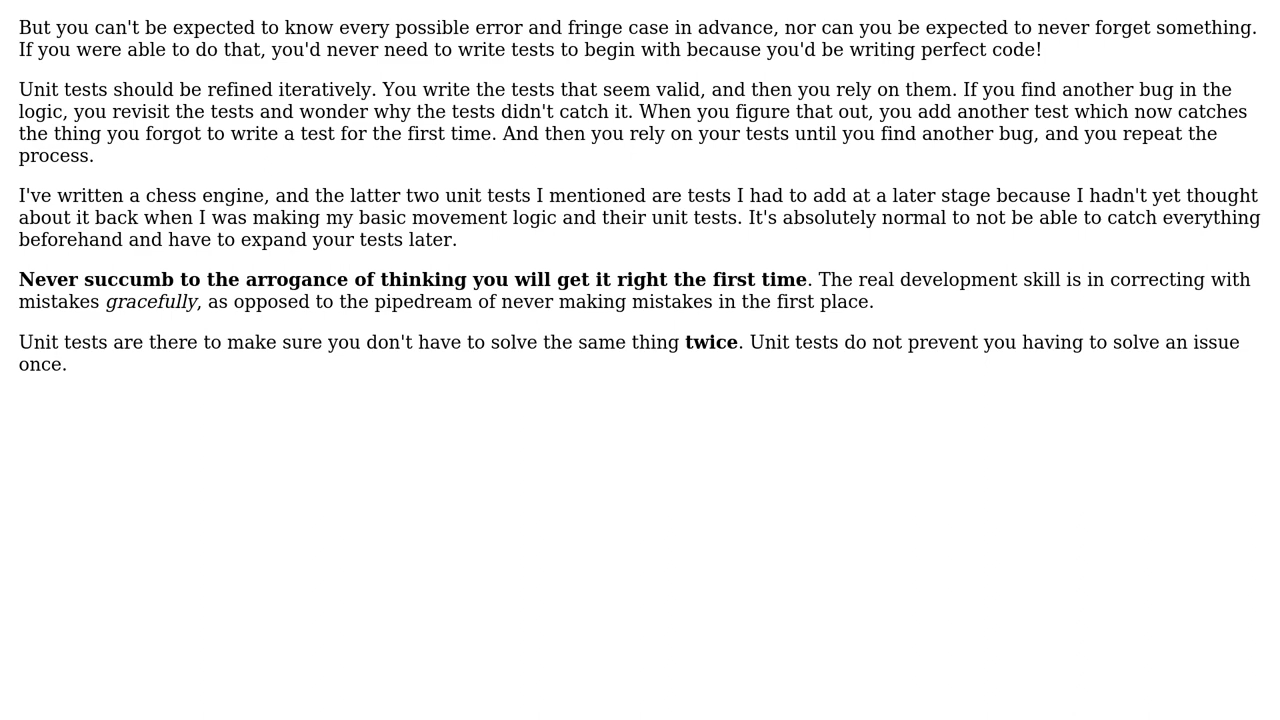 But you can't be expected to know every possible error and fringe case in advance, nor can you be expected to never forget something.
If you were able to do that, you'd never need to write tests to begin with because you'd be writing perfect code!
Unit tests should be refined iteratively. You write the tests that seem valid, and then you rely on them. If you find another bug in the
logic, you revisit the tests and wonder why the tests didn't catch it. When you figure that out, you add another test which now catches
the thing you forgot to write a test for the first time. And then you rely on your tests until you find another bug, and you repeat the
process.
I've written a chess engine, and the latter two unit tests I mentioned are tests I had to add at a later stage because I hadn't yet thought
about it back when I was making my basic movement logic and their unit tests. It's absolutely normal to not be able to catch everything
beforehand and have to expand your tests later.
Never succumb to the arrogance of thinking you will get it right the first time. The real development skill is in correcting with
mistakes gracefully, as opposed to the pipedream of never making mistakes in the first place.
Unit tests are there to make sure you don't have to solve the same thing twice. Unit tests do not prevent you having to solve an issue
once.